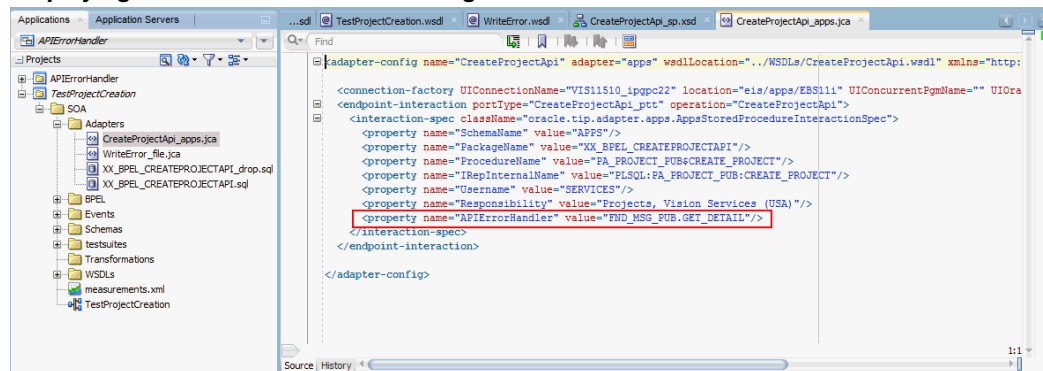 Applications
Application Servers
...sdl
TestProjectCreation.wsdl
WriteError.wsdl
CreateProjectApi_sp.xsd
CreateProjectApi_apps.jca
APIErrorHandler
Find
Projects
APIErrorHandler
TestProjectCreation
SOA
Adapters
CreateProjectApi_apps.jca
WriteError_file.jca
XX_BPEL_CREATEPROJECTAPI_drop.sql
XX_BPEL_CREATEPROJECTAPI.sql
BPEL
Events
Schemas
testsuites
Transformations
WSDLs
measurements.xml
TestProjectCreation
<adapter-config name="CreateProjectApi" adapter="apps" wsdlLocation="../WSDLs/CreateProjectApi.wsdl" xmlns="http:
<connection-factory UIConnectionName="VIS11510_ipgpc22" location="eis/apps/EBS11i" UIConcurrentPgmName="" UIOra
<endpoint-interaction portType="CreateProjectApi_ptt" operation="CreateProjectApi">
<interaction-spec className="oracle.tip.adapter.apps.AppsStoredProcedureInteractionSpec">
<property name="SchemaName" value="APPS"/>
<property name="PackageName" value="XX_BPEL_CREATEPROJECTAPI"/>
<property name="ProcedureName" value="PA_PROJECT_PUB$CREATE_PROJECT"/>
<property name="IRepInternalName" value="PLSQL:PA_PROJECT_PUB:CREATE_PROJECT"/>
<property name="Username" value="SERVICES"/>
<property name="Responsibility" value="Projects, Vision Services (USA)"/>
<property name="APIErrorHandler" value="FND_MSG_PUB.GET_DETAIL"/>
</interaction-spec>
</endpoint-interaction>
</adapter-config>
1:1
Source
History